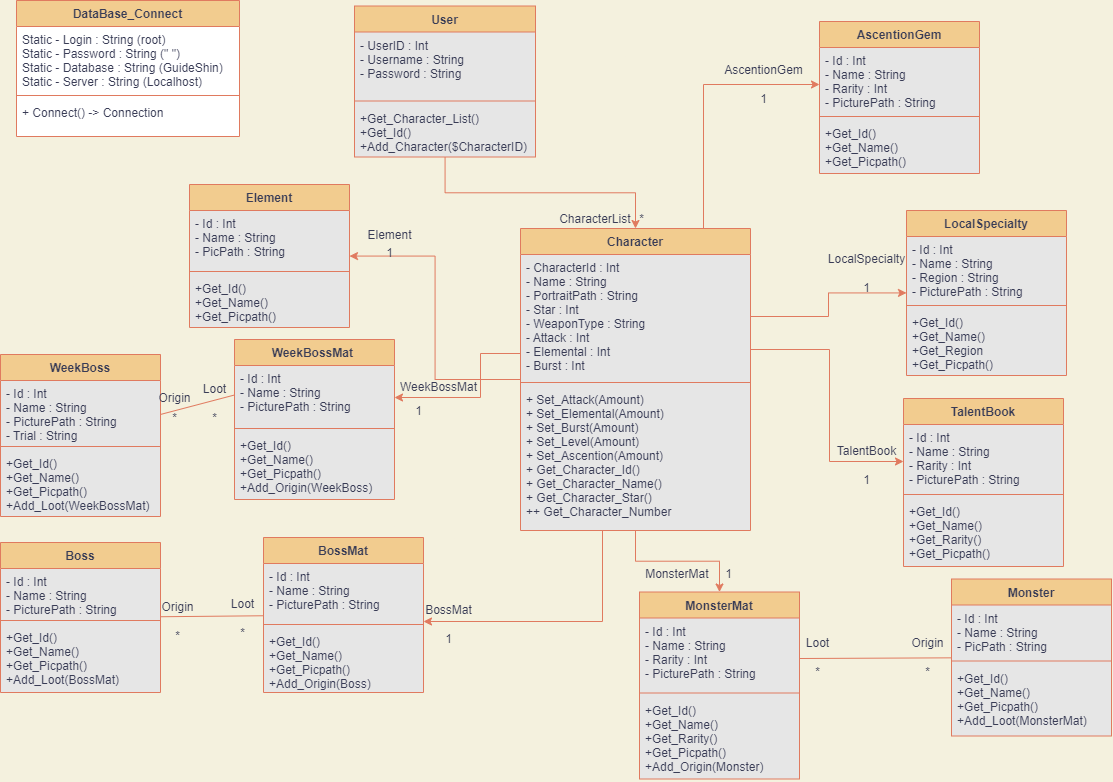 DataBase_Connect
Static - Login : String (root)
Static - Password : String (" ")
Static - Database : String (GuideShin)
Static - Server : String (Localhost)
+ Connect() -> Connection
User
- UserID : Int
- Username : String
- Password : String
+Get_Character_List()
+Get_Id()
+Add_Character($CharacterID)
AscentionGem
- Id : Int
- Name : String
- Rarity : Int
- PicturePath : String
+Get_Id()
+Get_Name()
+Get_Picpath()
AscentionGem
1
Element
- Id : Int
- Name : String
- PicPath : String
+Get_Id()
+Get_Name()
+Get_Picpath()
Element
1
CharacterList
*
Character
- CharacterId : Int
- Name : String
- PortraitPath : String
- Star : Int
- WeaponType : String
- Attack : Int
- Elemental : Int
- Burst : Int
+ Set_Attack(Amount)
+ Set_Elemental(Amount)
+ Set_Burst(Amount)
+ Set_Level(Amount)
+ Set_Ascention(Amount)
+ Get_Character_Id()
+ Get_Character_Name()
+ Get_Character_Star()
++ Get_Character_Number
LocalSpecialty
1
LocalSpecialty
- Id : Int
- Name : String
- Region : String
- PicturePath : String
+Get_Id()
+Get_Name()
+Get_Region
+Get_Picpath()
WeekBoss
- Id : Int
- Name : String
- PicturePath : String
- Trial : String
+Get_Id()
+Get_Name()
+Get_Picpath()
+Add_Loot(WeekBossMat)
Origin
*
Loot
*
WeekBossMat
- Id : Int
- Name : String
- PicturePath : String
+Get_Id()
+Get_Name()
+Get_Picpath()
+Add_Origin(WeekBoss)
WeekBossMat
1
TalentBook
1
TalentBook
- Id : Int
- Name : String
- Rarity : Int
- PicturePath : String
+Get_Id()
+Get_Name()
+Get_Rarity()
+Get_Picpath()
Boss
- Id : Int
- Name : String
- PicturePath : String
+Get_Id()
+Get_Name()
+Get_Picpath()
+Add_Loot(BossMat)
Origin
*
Loot
*
BossMat
- Id : Int
- Name : String
- PicturePath : String
+Get_Id()
+Get_Name()
+Get_Picpath()
+Add_Origin(Boss)
BossMat
1
MonsterMat
1
MonsterMat
- Id : Int
- Name : String
- Rarity : Int
- PicturePath : String
+Get_Id()
+Get_Name()
+Get_Rarity()
+Get_Picpath()
+Add_Origin(Monster)
Loot
*
Origin
*
Monster
- Id : Int
- Name : String
- PicPath : String
+Get_Id()
+Get_Name()
+Get_Picpath()
+Add_Loot(MonsterMat)